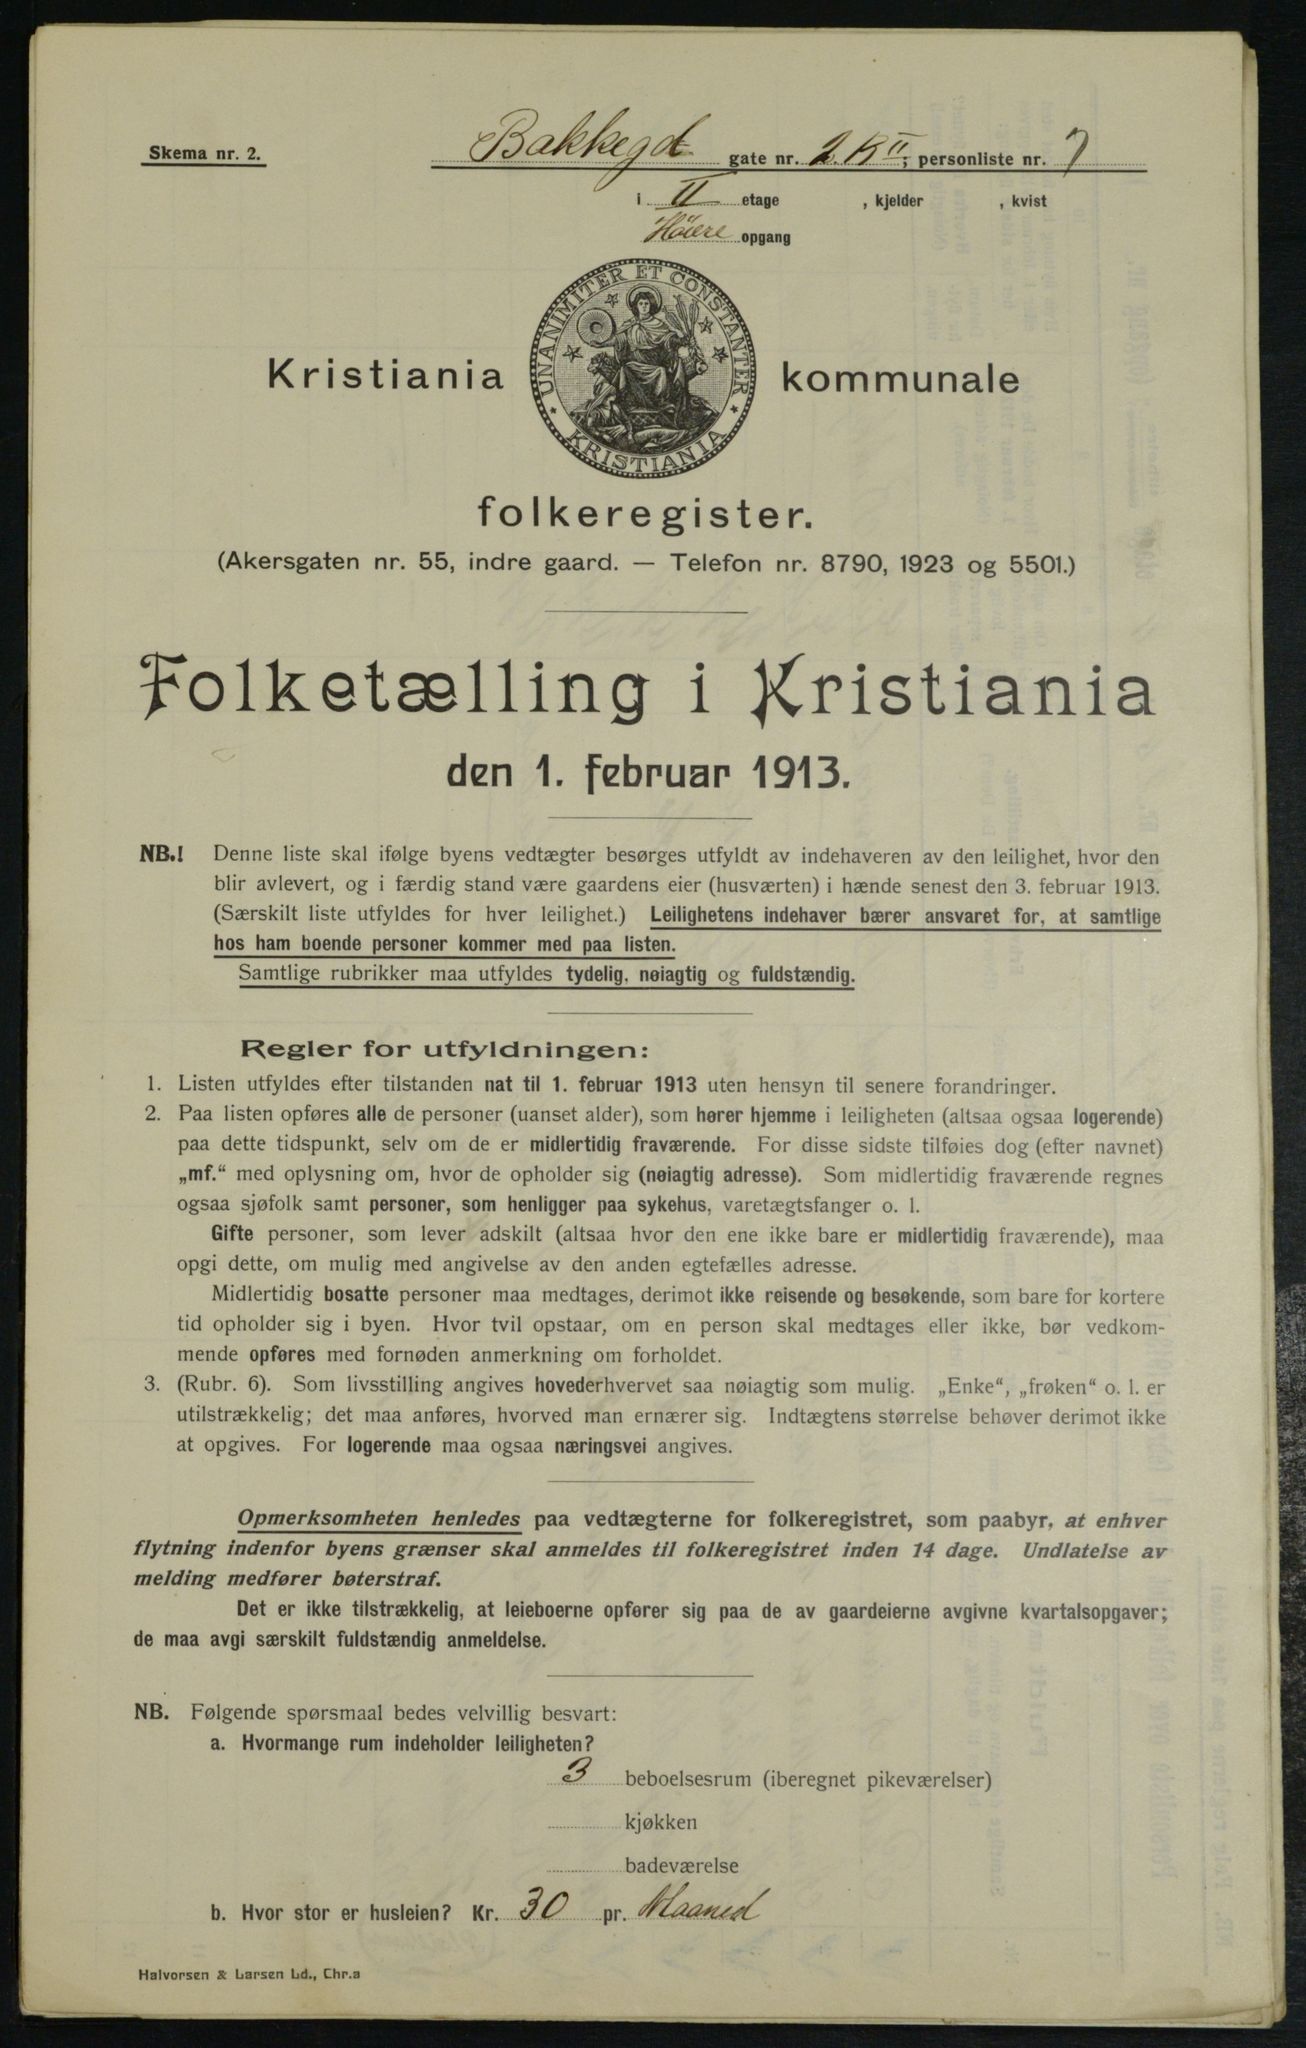 Skema nr. 2.
Bakkegd gate nr. 2 K II, personliste nr. 7
i II etage , kjelder , kvist
Høire opgang
UNANIMITER ET CONSTANTER
KRISTIANIA
Kristiania kommunale
folkeregister.
(Akersgaten nr. 55, indre gaard. — Telefon nr. 8790, 1923 og 5501.)
Folketælling i Kristiania
den 1. februar 1913.
NB.! Denne liste skal ifølge byens vedtægter besørges utfyldt av indehaveren av den leilighet, hvor den
blir avlevert, og i færdig stand være gaardens eier (husværten) i hænde senest den 3. februar 1913.
(Særskilt liste utfyldes for hver leilighet.) Leilighetens indehaver bærer ansvaret for, at samtlige
hos ham boende personer kommer med paa listen.
Samtlige rubrikker maa utfyldes tydelig, nøiagtig og fuldstændig.
Regler for utfyldningen:
1. Listen utfyldes efter tilstanden nat til 1. februar 1913 uten hensyn til senere forandringer.
2. Paa listen opføres alle de personer (uanset alder), som hører hjemme i leiligheten (altsaa ogsaa logerende)
paa dette tidspunkt, selv om de er midlertidig fraværende. For disse sidste tilføies dog (efter navnet)
„mf.“ med oplysning om, hvor de opholder sig (nøiagtig adresse). Som midlertidig fraværende regnes
ogsaa sjøfolk samt personer, som henligger paa sykehus, varetægtsfanger o. l.
Gifte personer, som lever adskilt (altsaa hvor den ene ikke bare er midlertidig fraværende), maa
opgi dette, om mulig med angivelse av den anden egtefælles adresse.
Midlertidig bosatte personer maa medtages, derimot ikke reisende og besøkende, som bare for kortere
tid opholder sig i byen. Hvor tvil opstaar, om en person skal medtages eller ikke, bør vedkom-
mende opføres med fornøden anmerkning om forholdet.
3. (Rubr. 6). Som livsstilling angives hovederhvervet saa nøiagtig som mulig. „Enke“, „frøken“ o. l. er
utilstrækkelig; det maa anføres, hvorved man ernærer sig. Indtægtens størrelse behøver derimot ikke
at opgives. For logerende maa ogsaa næringsvei angives.
Opmerksomheten henledes paa vedtægterne for folkeregistret, som paabyr, at enhver
flytning indenfor byens grænser skal anmeldes til folkeregistret inden 14 dage. Undlatelse av
melding medfører bøterstraf.
Det er ikke tilstrækkelig, at leieboerne opfører sig paa de av gaardeierne avgivne kvartalsopgaver;
de maa avgi særskilt fuldstændig anmeldelse.
NB. Følgende spørsmaal bedes velvillig besvart:
a. Hvormange rum indeholder leiligheten?
3 beboelsesrum (iberegnet pikeværelser)
kjøkken
badeværelse
b. Hvor stor er husleien? Kr. 30 pr. Maaned
Halvorsen & Larsen Ld., Chr.a